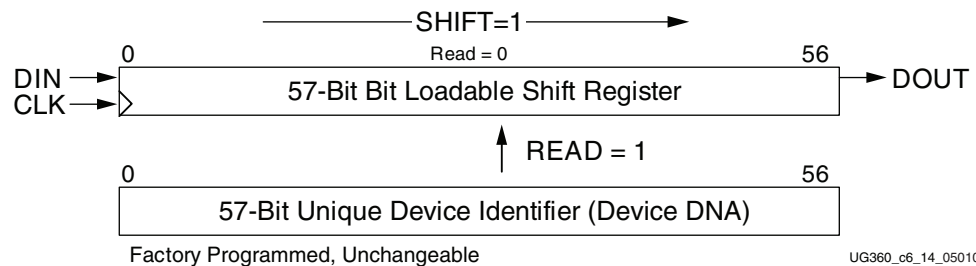 SHIFT=1
0 Read = 0 56
DIN 57-Bit Bit Loadable Shift Register DOUT
CLK
READ = 1
0 56
57-Bit Unique Device Identifier (Device DNA)
Factory Programmed, Unchangeable UG360_c6_14_05010